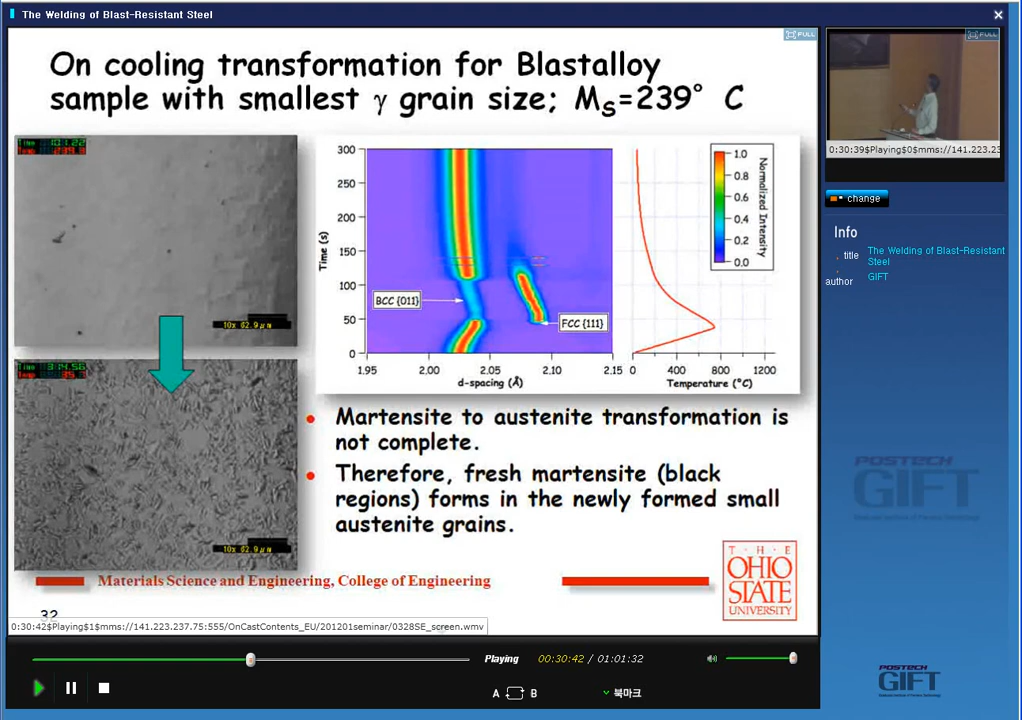 The Welding of Blast-Resistant Steel
FULL
On cooling transformation for Blastalloy
sample with smallest γ grain size; Ms=239° C
10x 62.9μm
10x 62.9μm
300
250
200
150
100
50
0
Time (s)
1.95
2.00
2.05
2.10
2.15
d-spacing (Å)
BCC {011}
FCC {111}
0
400
800
1200
Temperature (°C)
1.0
0.8
0.6
0.4
0.2
0.0
Normalized Intensity
• Martensite to austenite transformation is
not complete.
• Therefore, fresh martensite (black
regions) forms in the newly formed small
austenite grains.
Materials Science and Engineering, College of Engineering
THE
OHIO
STATE
UNIVERSITY
32
0:30:42$Playing$1$mms://141.223.237.75:555/OnCastContents_EU/201201seminar/0328SE_screen.wmv
Playing
00:30:42 / 01:01:32
A B
북마크
FULL
0:30:39$Playing$0$mms://141.223.23
change
Info
title
The Welding of Blast-Resistant
Steel
author
GIFT
POSTECH
GIFT
POSTECH
GIFT